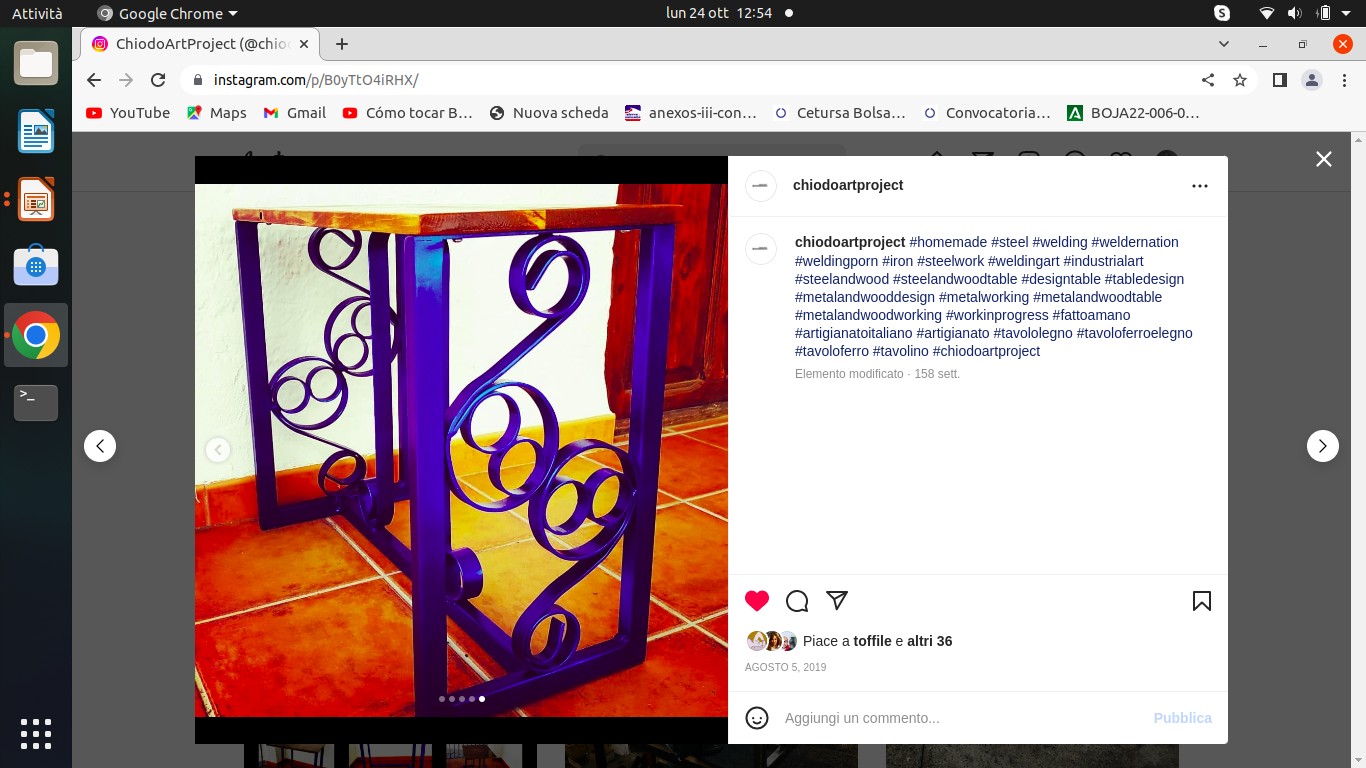 Attività
Google Chrome
lun 24 ott 12:54
S
ChiodoArtProject (@chio
instagram.com/p/B0yTtO4iRHX/
YouTube
Maps
Gmail
Cómo tocar B…
Nuova scheda
anexos-iii-con…
Cetursa Bolsa…
Convocatoria…
BOJA22-006-0…
chiodoartproject
chiodoartproject #homemade #steel #welding #weldernation
#weldingporn #iron #steelwork #weldingart #industrialart
#steelandwood #steelandwoodtable #designtable #tabledesign
#metalandwooddesign #metalworking #metalandwoodtable
#metalandwoodworking #workinprogress #fattoamano
#artigianatoitaliano #artigianato #tavololegno #tavoloferroelegno
#tavoloferro #tavolino #chiodoartproject
Elemento modificato · 158 sett.
Piace a toffile e altri 36
AGOSTO 5, 2019
Aggiungi un commento...
Pubblica